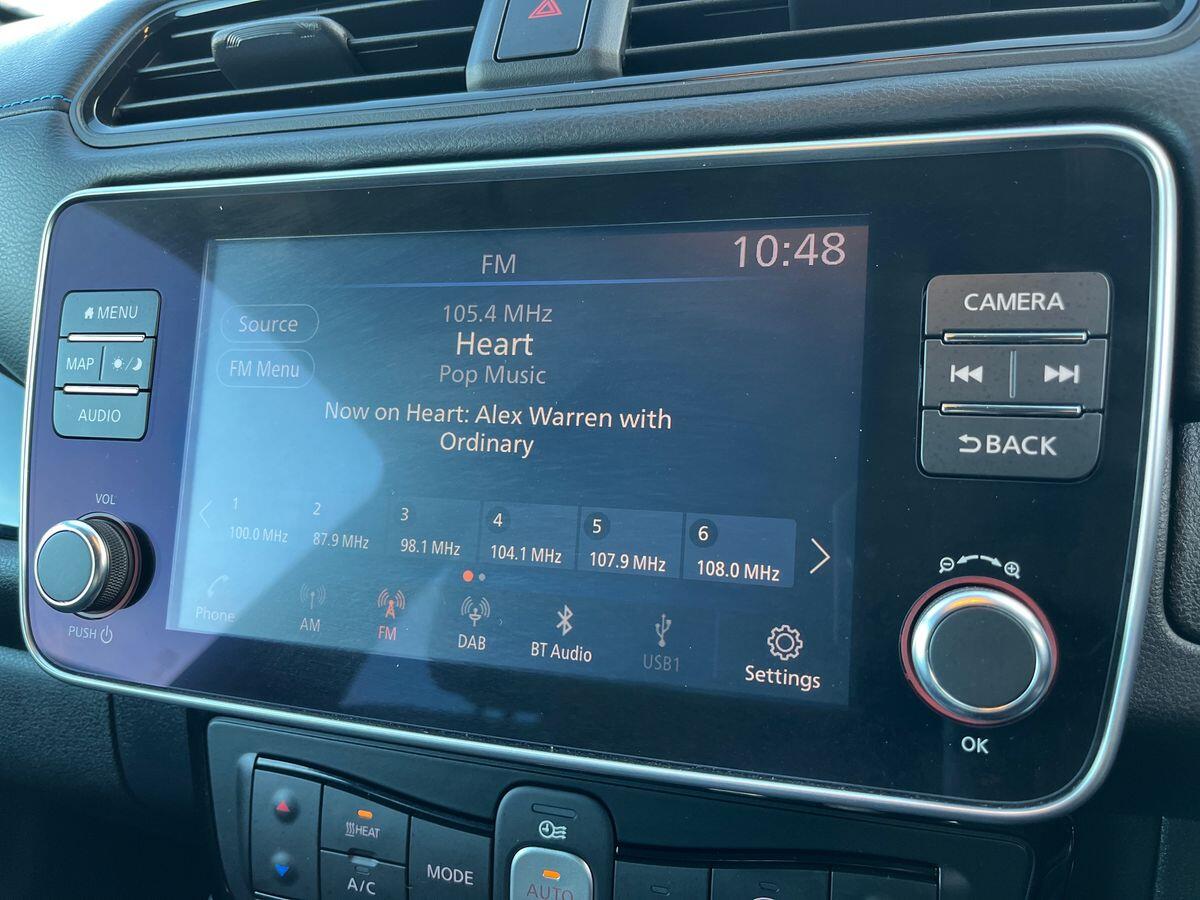 FM
10:48
Source
FM Menu
105.4 MHz
Heart
Pop Music
Now on Heart: Alex Warren with
Ordinary
1
100.0 MHz
2
87.9 MHz
3
98.1 MHz
4
104.1 MHz
5
107.9 MHz
6
108.0 MHz
Phone
AM
FM
DAB
BT Audio
USB1
Settings
MENU
MAP
AUDIO
VOL
PUSH
CAMERA
BACK
OK
HEAT
A/C
MODE
AUTO